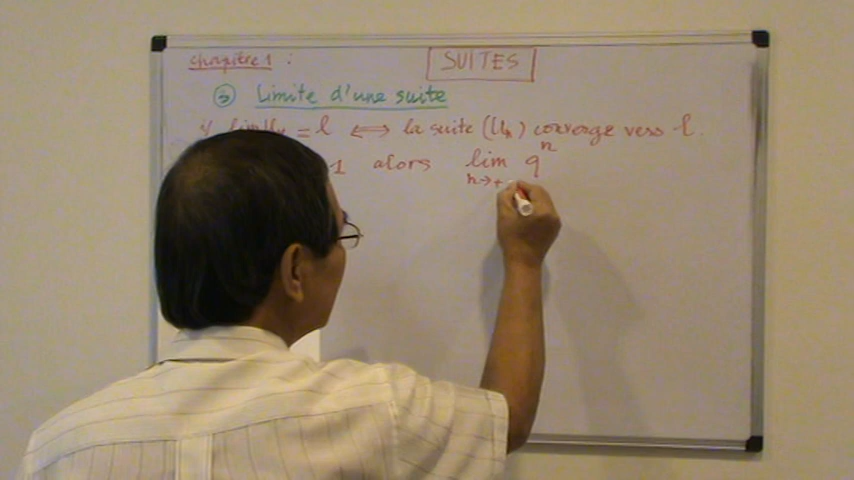 chapitre 1 : SUITES
③ Limite d'une suite
= l ⟺ la suite (Un) converge vers l.
1 alors lim qⁿ
n→+